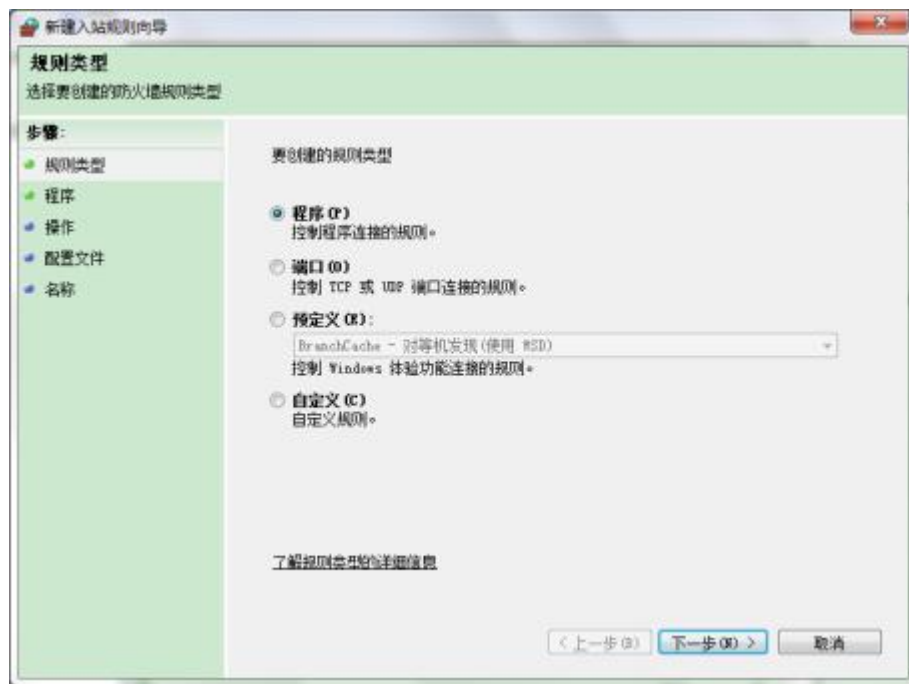 新建入站规则向导
规则类型
选择要创建的防火墙规则类型
步骤:
规则类型
程序
操作
配置文件
名称
要创建的规则类型
程序(P)
控制程序连接的规则。
端口(O)
控制 TCP 或 UDP 端口连接的规则。
预定义(E):
BranchCache - 对等机发现(使用 WSD)
控制 Windows 体验功能连接的规则。
自定义(C)
自定义规则。
了解规则类型的详细信息
< 上一步(B)
下一步(N) >
取消